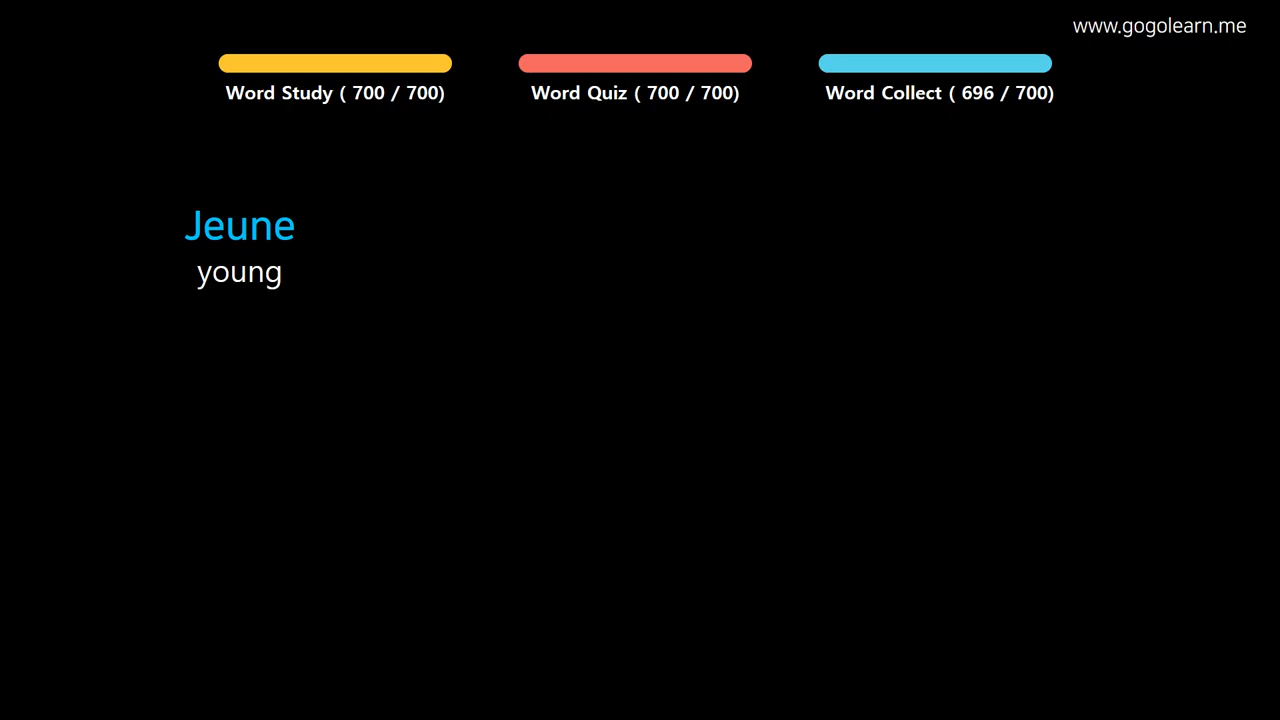 www.gogolearn.me
Word Study ( 700 / 700)
Word Quiz ( 700 / 700)
Word Collect ( 696 / 700)
Jeune
young